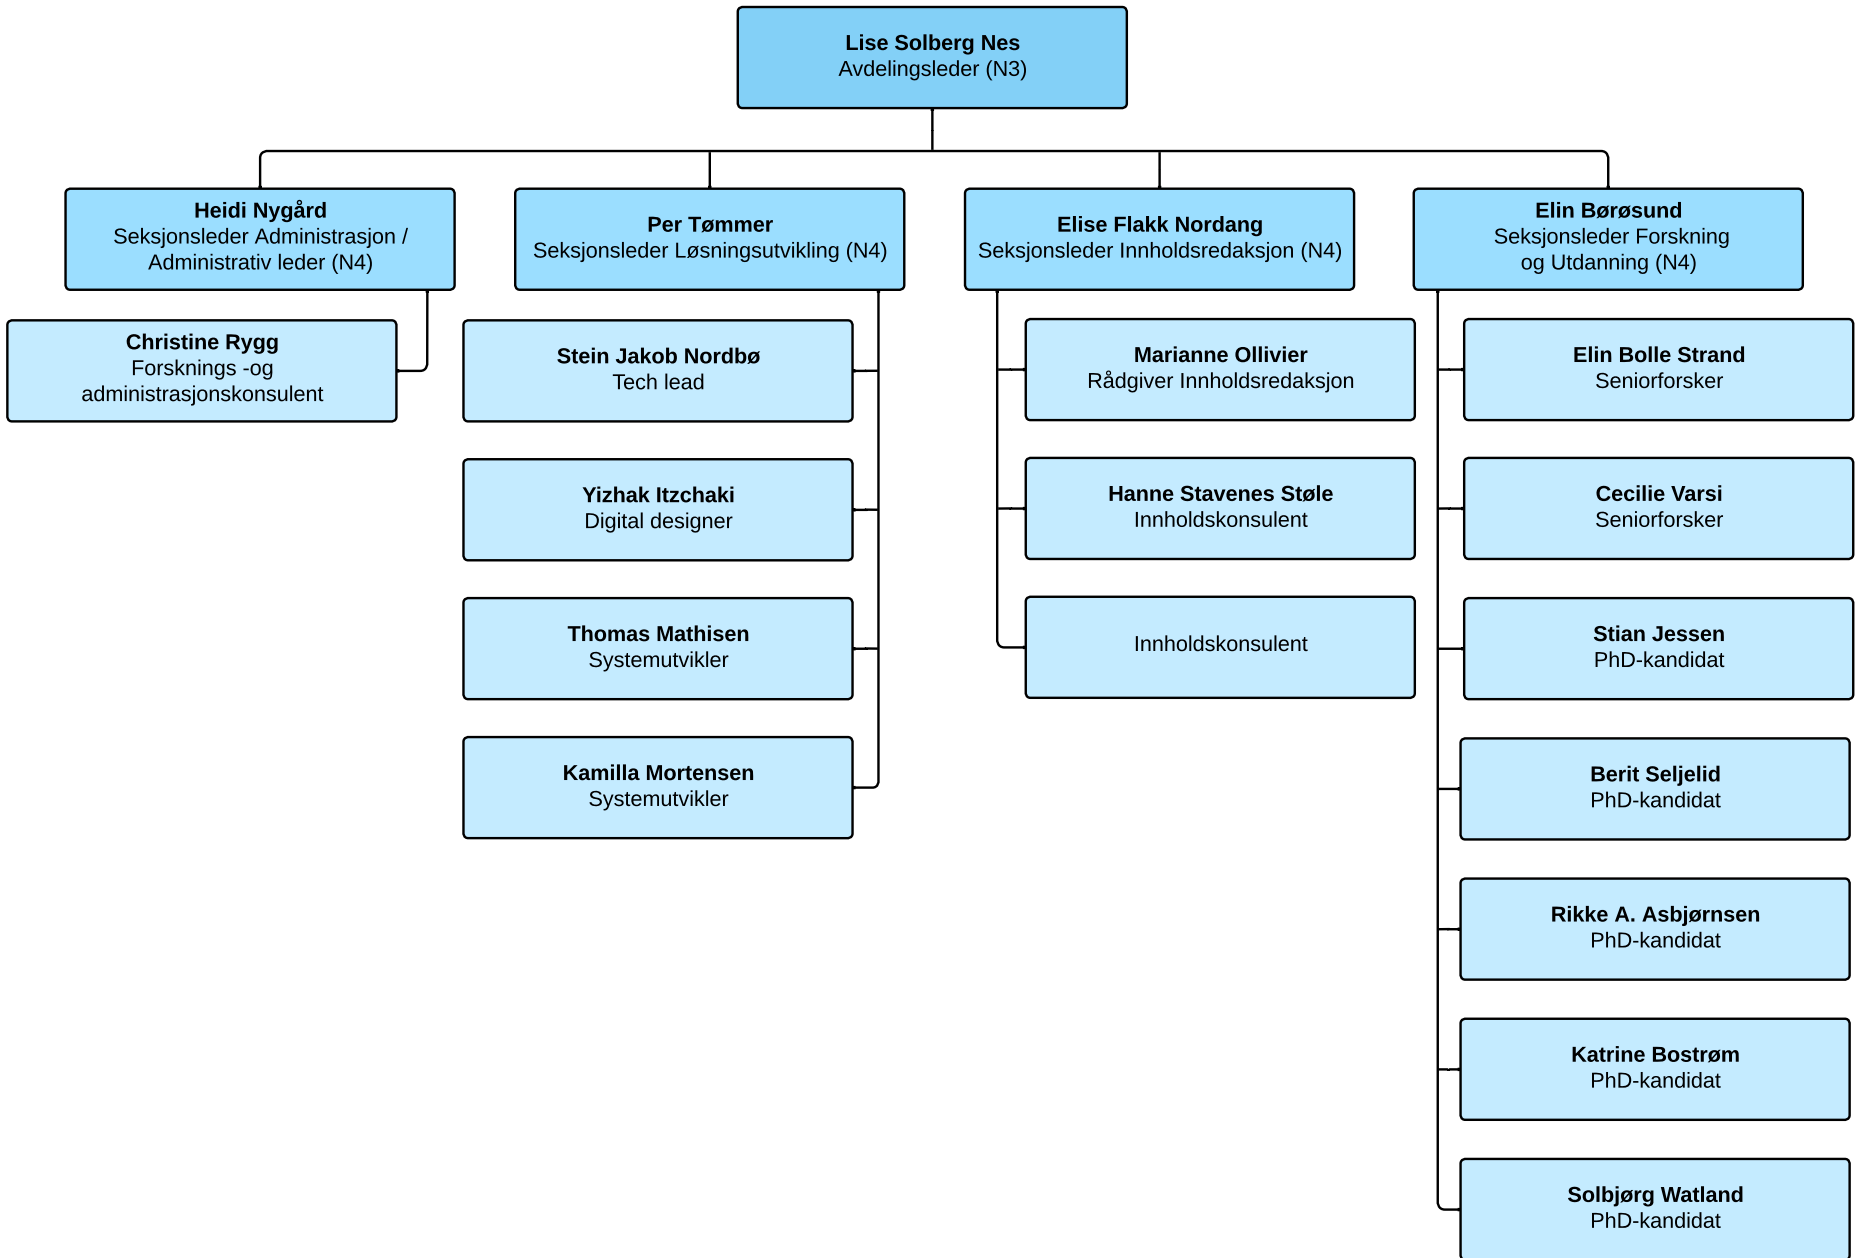 Lise Solberg Nes
Avdelingsleder (N3)
Heidi Nygård
Seksjonsleder Administrasjon /
Administrativ leder (N4)
Per Tømmer
Seksjonsleder Løsningsutvikling (N4)
Elise Flakk Nordang
Seksjonsleder Innholdsredaksjon (N4)
Elin Børøsund
Seksjonsleder Forskning
og Utdanning (N4)
Christine Rygg
Forsknings -og
administrasjonskonsulent
Stein Jakob Nordbø
Tech lead
Yizhak Itzchaki
Digital designer
Thomas Mathisen
Systemutvikler
Kamilla Mortensen
Systemutvikler
Marianne Ollivier
Rådgiver Innholdsredaksjon
Hanne Stavenes Støle
Innholdskonsulent
Innholdskonsulent
Elin Bolle Strand
Seniorforsker
Cecilie Varsi
Seniorforsker
Stian Jessen
PhD-kandidat
Berit Seljelid
PhD-kandidat
Rikke A. Asbjørnsen
PhD-kandidat
Katrine Bostrøm
PhD-kandidat
Solbjørg Watland
PhD-kandidat